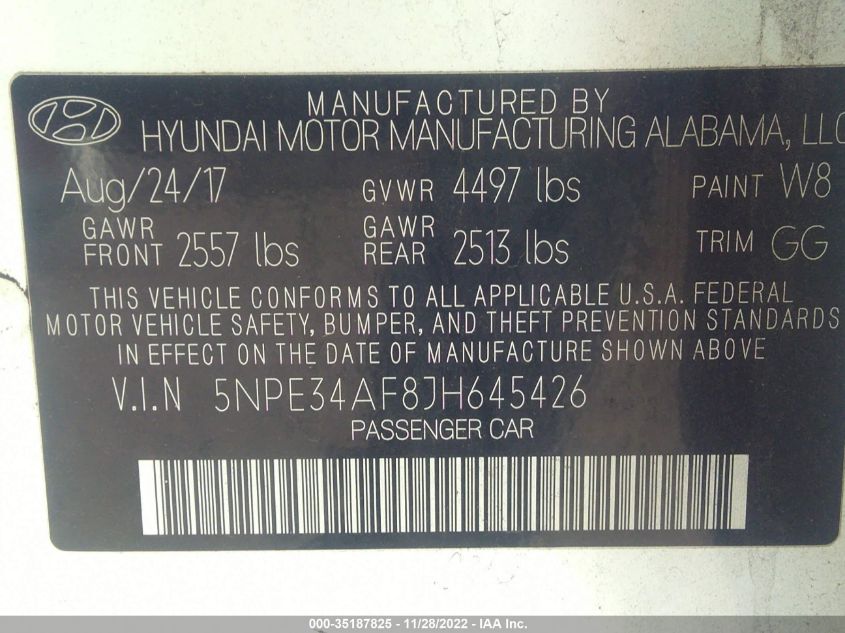 MANUFACTURED BY
HYUNDAI MOTOR MANUFACTURING ALABAMA, LLC
Aug/24/17 GVWR 4497 lbs PAINT W8
GAWR FRONT 2557 lbs GAWR REAR 2513 lbs TRIM GG
THIS VEHICLE CONFORMS TO ALL APPLICABLE U.S.A. FEDERAL
MOTOR VEHICLE SAFETY, BUMPER, AND THEFT PREVENTION STANDARDS
IN EFFECT ON THE DATE OF MANUFACTURE SHOWN ABOVE
V.I.N 5NPE34AF8JH645426
PASSENGER CAR
000-35187825 - 11/28/2022 - IAA Inc.